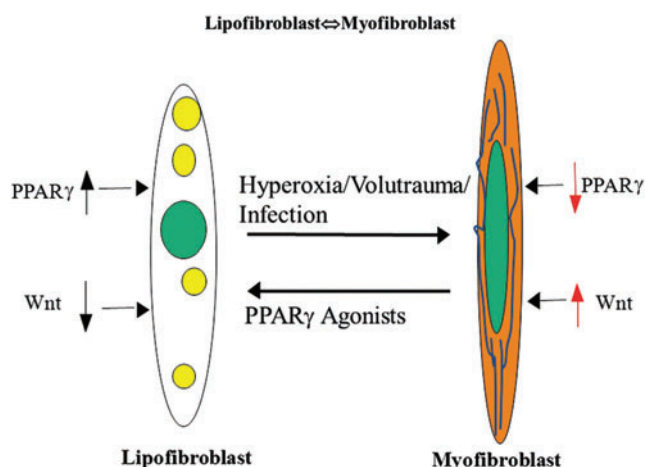 Lipofibroblast⇔Myofibroblast
PPARγ
Hyperoxia/Volutrauma/
Infection
PPARγ
Wnt
PPARγ Agonists
Wnt
Lipofibroblast
Myofibroblast